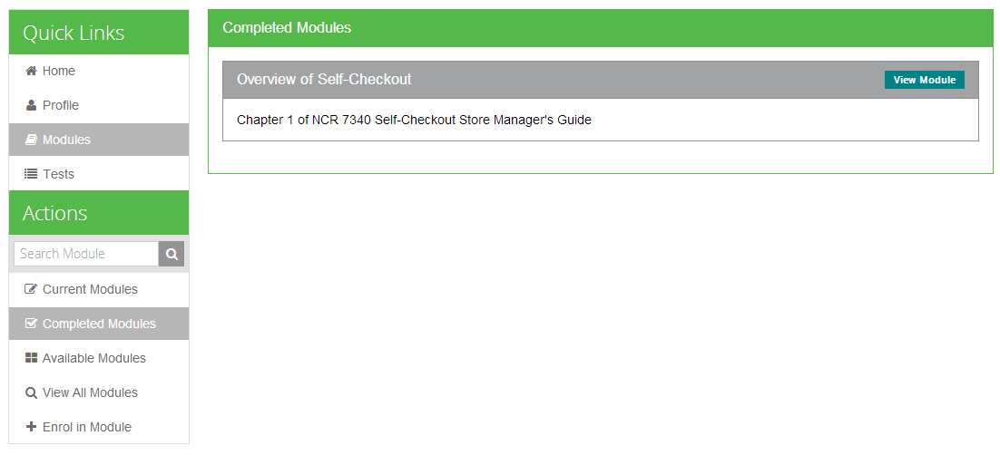 Quick Links
Home
Profile
Modules
Tests
Actions
Search Module
Current Modules
Completed Modules
Available Modules
View All Modules
Enrol in Module
Completed Modules
Overview of Self-Checkout
View Module
Chapter 1 of NCR 7340 Self-Checkout Store Manager's Guide